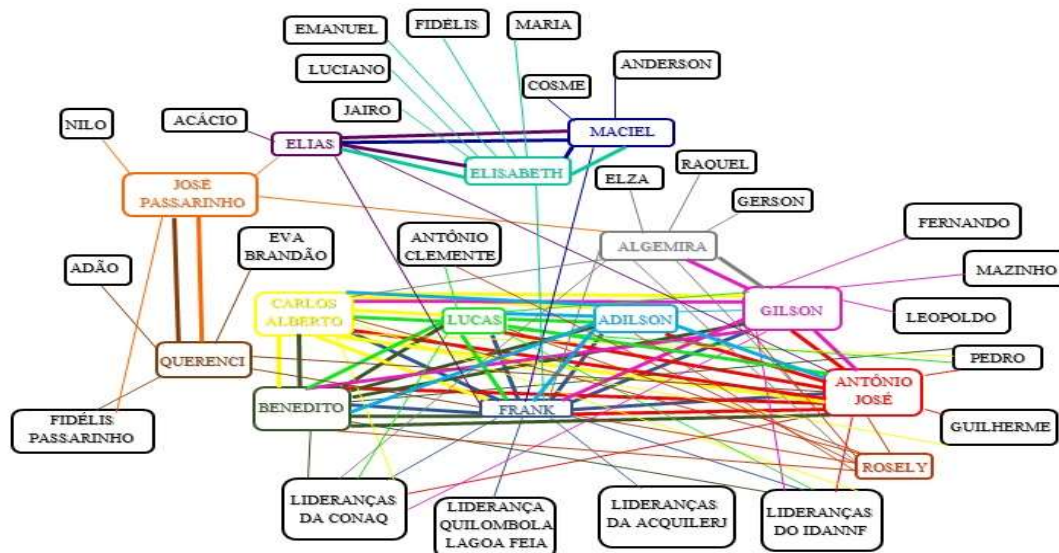 EMANUEL
FIDÉLIS
MARIA
LUCIANO
COSME
ANDERSON
JAIRO
NILO
ACÁCIO
ELIAS
MACIEL
ELISABETH
ELZA
RAQUEL
JOSÉ
PASSARINHO
GERSON
FERNANDO
ADÃO
EVA
BRANDÃO
ANTÔNIO
CLEMENTE
ALGEMIRA
MAZINHO
CARLOS
ALBERTO
LUCAS
ADILSON
GILSON
LEOPOLDO
QUERENCI
PEDRO
BENEDITO
FRANK
ANTÔNIO
JOSÉ
FIDÉLIS
PASSARINHO
GUILHERME
ROSELY
LIDERANÇAS
DA CONAQ
LIDERANÇA
QUILOMBOLA
LAGOA FEIA
LIDERANÇAS
DA ACQUILERJ
LIDERANÇAS
DO IDANNF